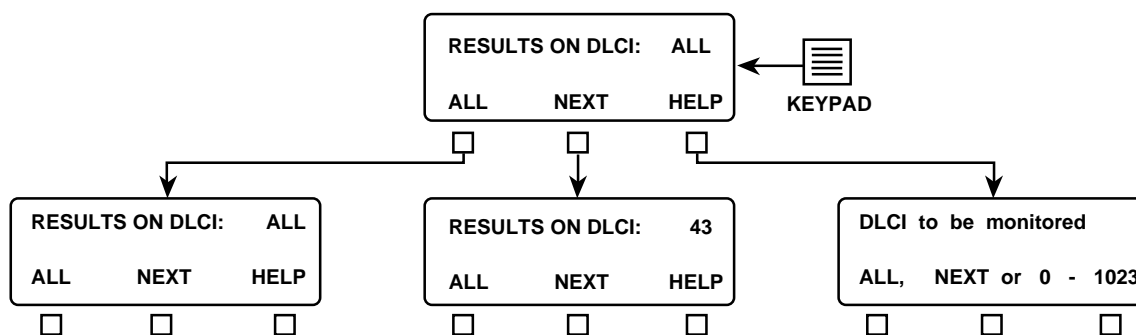 RESULTS ON DLCI: ALL
ALL NEXT HELP
KEYPAD
RESULTS ON DLCI: ALL
ALL NEXT HELP
RESULTS ON DLCI: 43
ALL NEXT HELP
DLCI to be monitored
ALL, NEXT or 0 - 1023